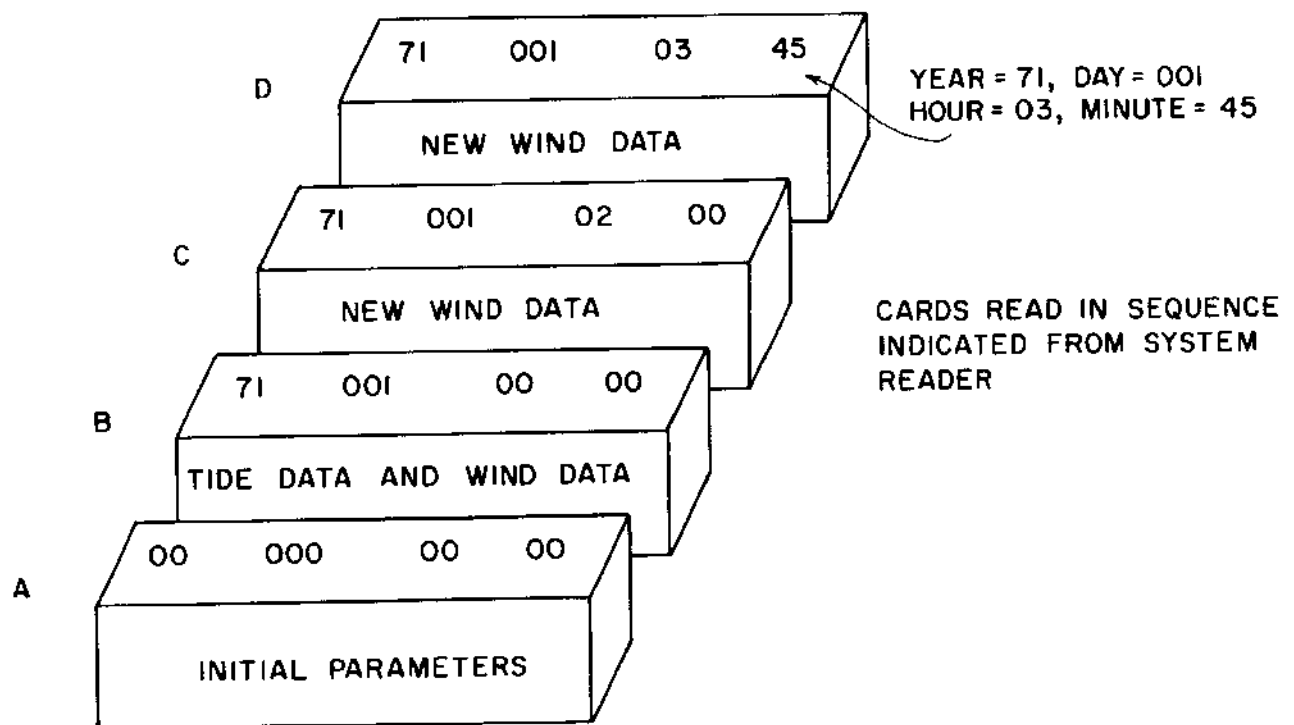 71 001 03 45
D
YEAR = 71, DAY = 001
HOUR = 03, MINUTE = 45
NEW WIND DATA
71 001 02 00
C
NEW WIND DATA
CARDS READ IN SEQUENCE
INDICATED FROM SYSTEM
READER
71 001 00 00
B
TIDE DATA AND WIND DATA
00 000 00 00
A
INITIAL PARAMETERS